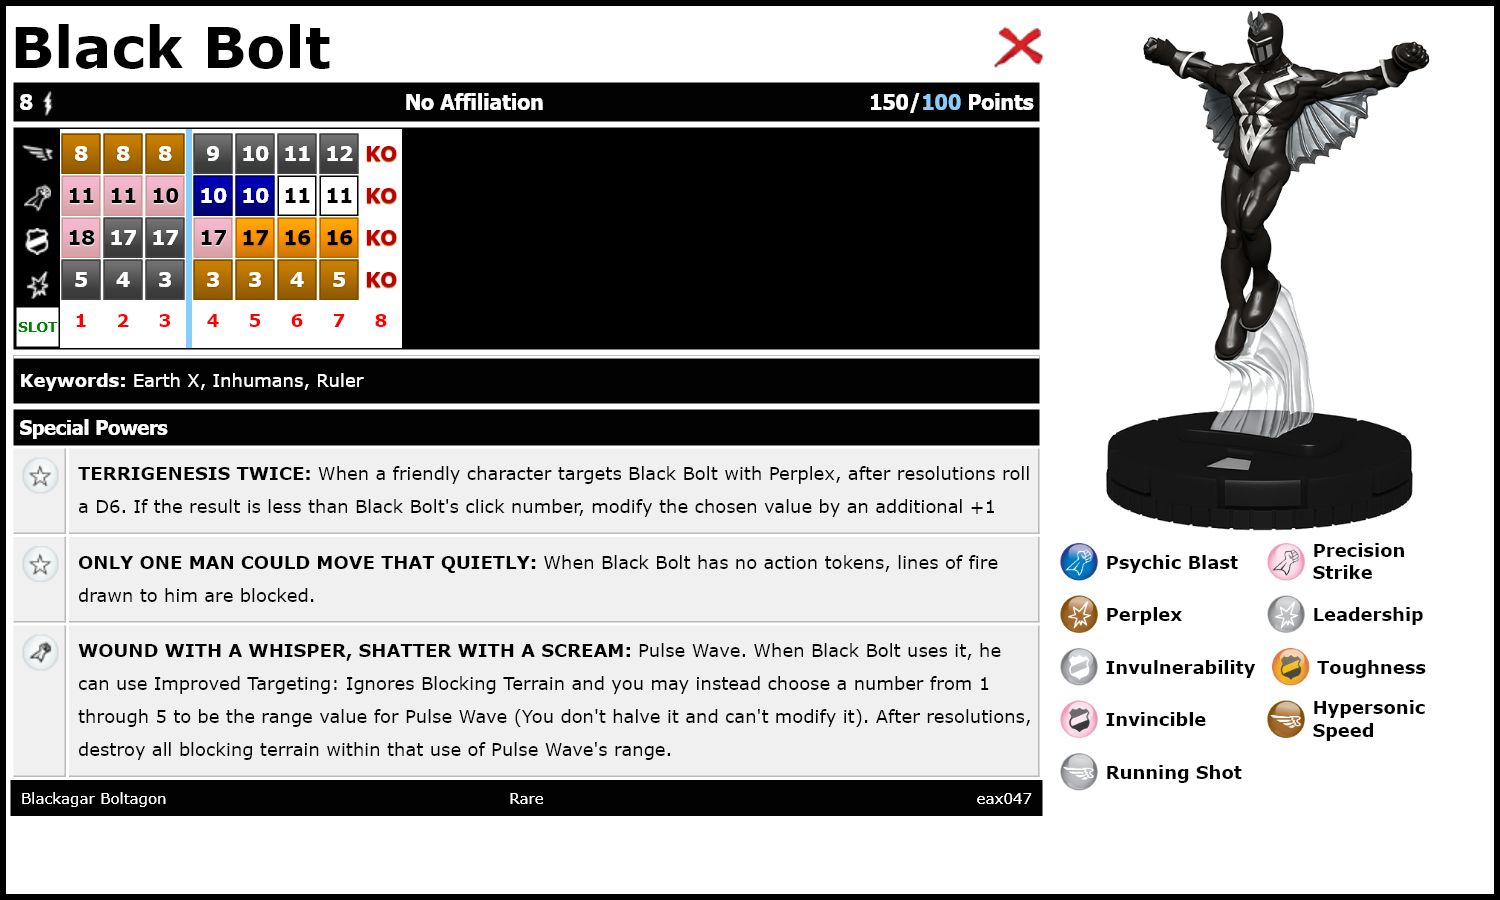 Black Bolt
8 No Affiliation 150/100 Points
8 8 8 9 10 11 12 KO
11 11 10 10 10 11 11 KO
18 17 17 17 17 16 16 KO
5 4 3 3 3 4 5 KO
SLOT 1 2 3 4 5 6 7 8
Keywords: Earth X, Inhumans, Ruler
Special Powers
TERRIGENESIS TWICE: When a friendly character targets Black Bolt with Perplex, after resolutions roll
a D6. If the result is less than Black Bolt's click number, modify the chosen value by an additional +1
ONLY ONE MAN COULD MOVE THAT QUIETLY: When Black Bolt has no action tokens, lines of fire
drawn to him are blocked.
WOUND WITH A WHISPER, SHATTER WITH A SCREAM: Pulse Wave. When Black Bolt uses it, he
can use Improved Targeting: Ignores Blocking Terrain and you may instead choose a number from 1
through 5 to be the range value for Pulse Wave (You don't halve it and can't modify it). After resolutions,
destroy all blocking terrain within that use of Pulse Wave's range.
Blackagar Boltagon Rare eax047
Psychic Blast
Precision
Strike
Perplex
Leadership
Invulnerability
Toughness
Invincible
Hypersonic
Speed
Running Shot